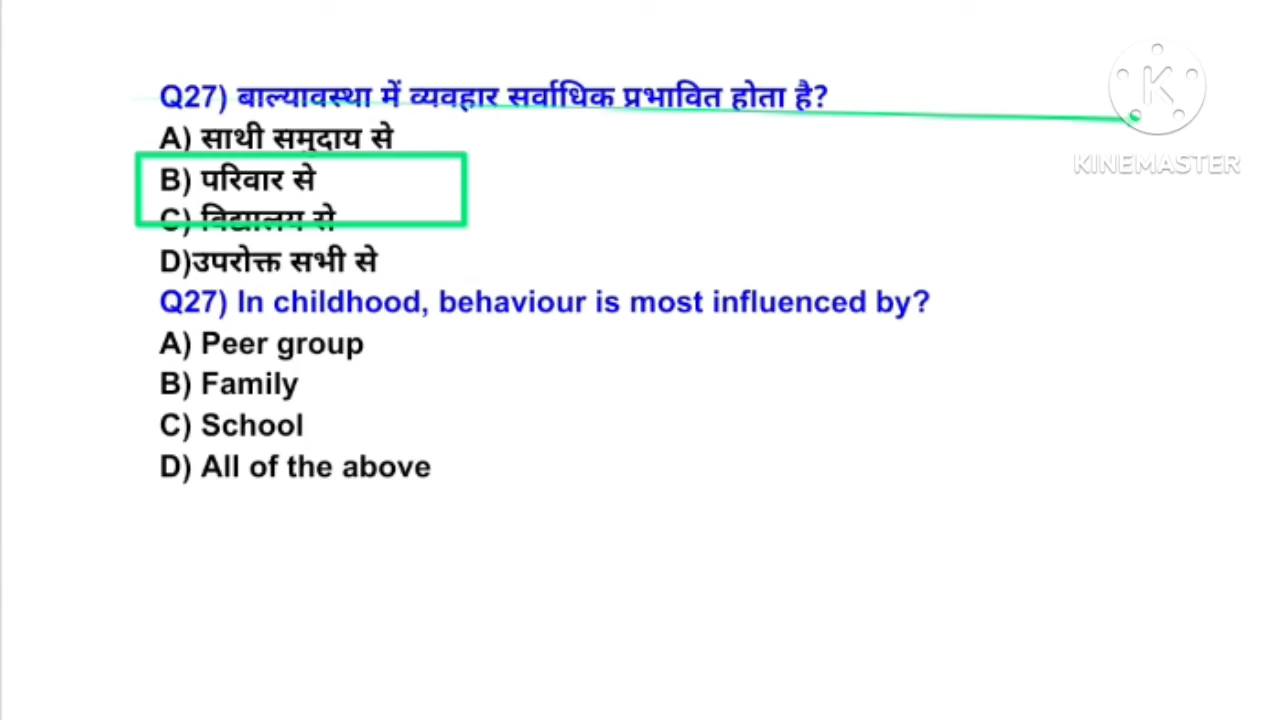 Q27) बाल्यावस्था में व्यवहार सर्वाधिक प्रभावित होता है?
A) साथी समुदाय से
B) परिवार से
C) विद्यालय से
D)उपरोक्त सभी से
Q27) In childhood, behaviour is most influenced by?
A) Peer group
B) Family
C) School
D) All of the above
K
KINEMASTER